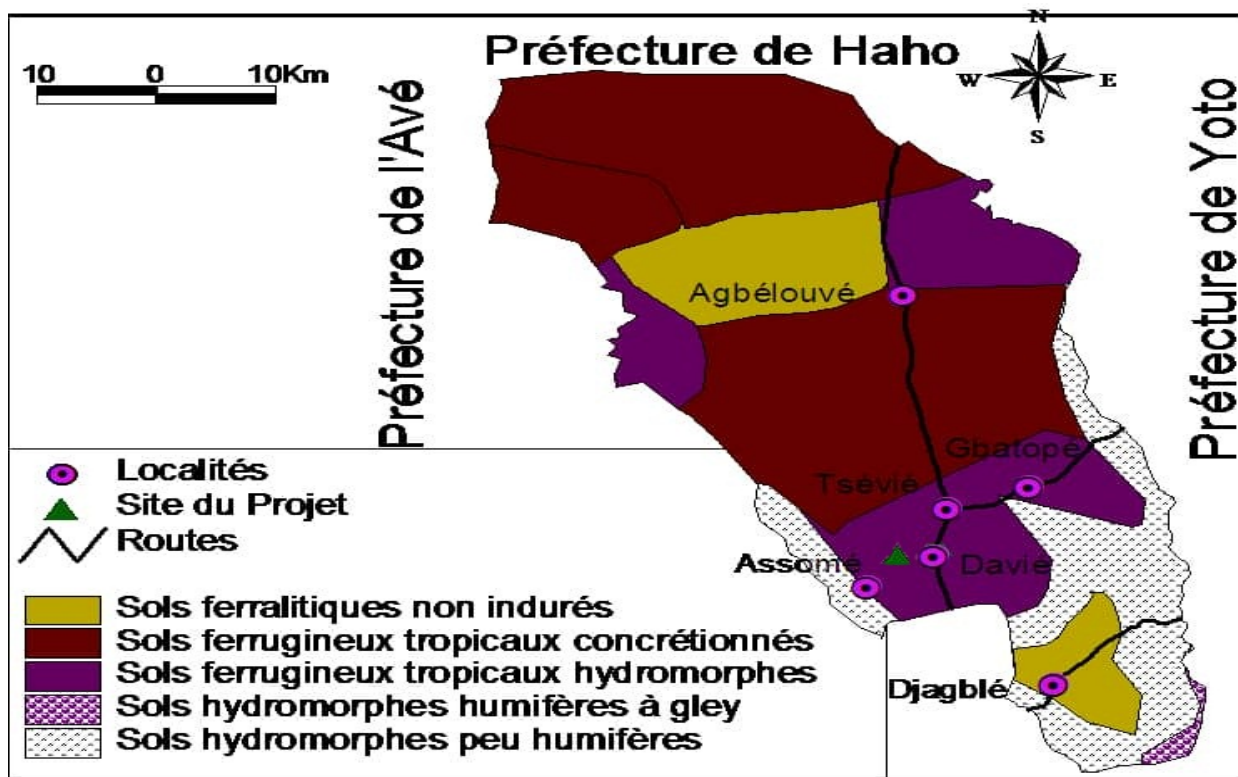 Préfecture de Haho
N
W E
S
10 0 10Km
Préfecture de l'Avé
Préfecture de Yoto
Agbélouvé
Gbatopé
Tsévié
Assomé
Davié
Djagblé
Localités
Site du Projet
Routes
Sols ferralitiques non indurés
Sols ferrugineux tropicaux concrétionnés
Sols ferrugineux tropicaux hydromorphes
Sols hydromorphes humifères à gley
Sols hydromorphes peu humifères